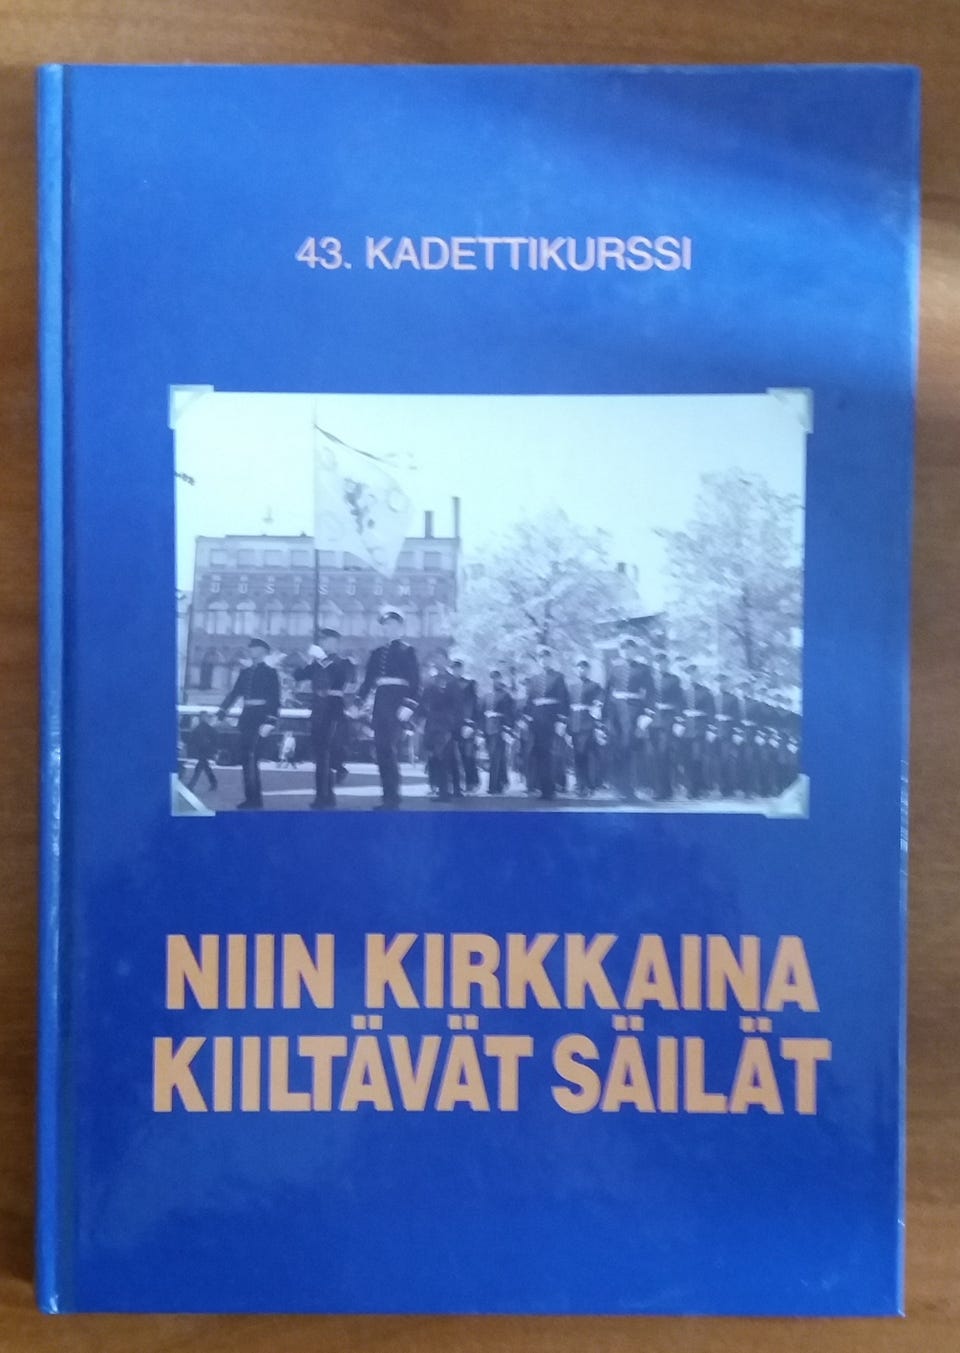 43. KADETTIKURSSI
NIIN KIRKKAINA
KIILTÄVÄT SÄILÄT